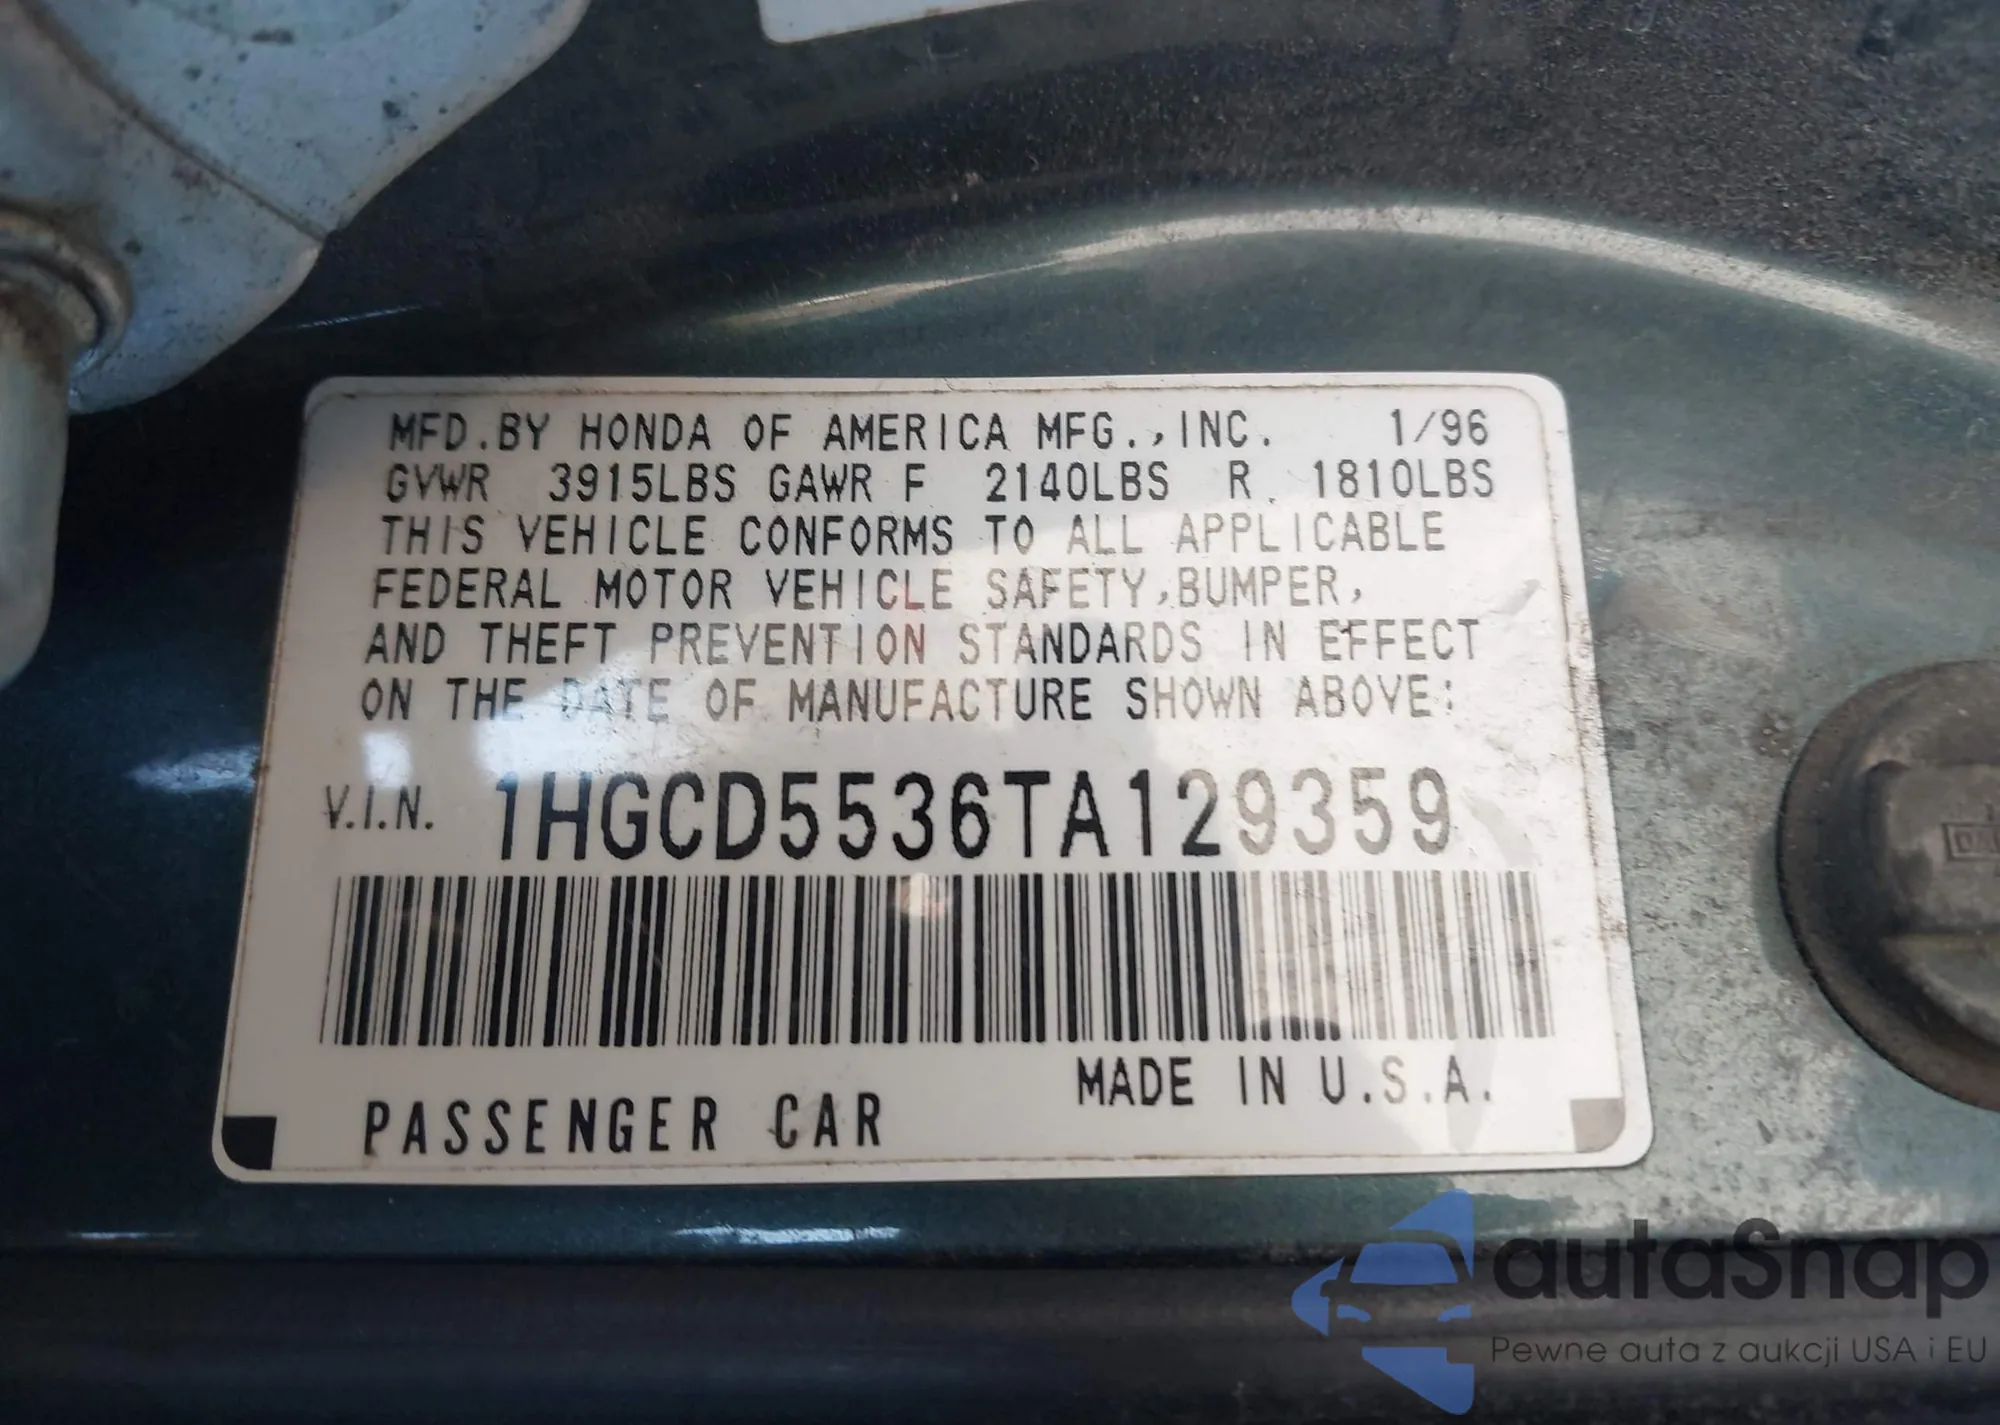 MFD.BY HONDA OF AMERICA MFG.,INC. 1/96
GVWR 3915LBS GAWR F 2140LBS R 1810LBS
THIS VEHICLE CONFORMS TO ALL APPLICABLE
FEDERAL MOTOR VEHICLE SAFETY,BUMPER,
AND THEFT PREVENTION STANDARDS IN EFFECT
ON THE DATE OF MANUFACTURE SHOWN ABOVE:
V.I.N. 1HGCD5536TA129359
MADE IN U.S.A.
PASSENGER CAR
autaSnap
Pewne auta z aukcji USA i EU